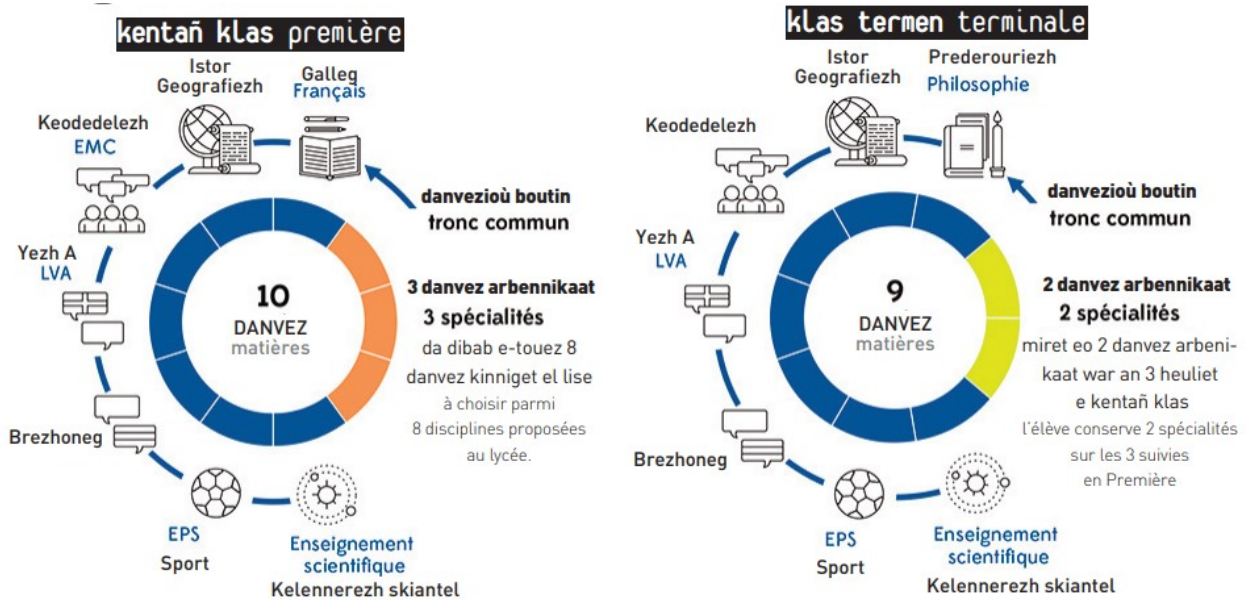 kentañ klas première
Istor
Geografiezh
Galleg
Français
Keodedelezh
EMC
danvezioù boutin
tronc commun
Yezh A
LVA
10
DANVEZ
matières
3 danvez arbennikaat
3 spécialités
da dibab e-touez 8
danvez kinniget el lise
à choisir parmi
8 disciplines proposées
au lycée.
Brezhoneg
EPS
Sport
Enseignement
scientifique
Kelennerezh skiantel
klas termen terminale
Istor
Geografiezh
Prederouriezh
Philosophie
Keodedelezh
danvezioù boutin
tronc commun
Yezh A
LVA
9
DANVEZ
matières
2 danvez arbennikaat
2 spécialités
miret eo 2 danvez arbeni-
kaat war an 3 heuliet
e kentañ klas
l'élève conserve 2 spécialités
sur les 3 suivies
en Première
Brezhoneg
EPS
Sport
Enseignement
scientifique
Kelennerezh skiantel